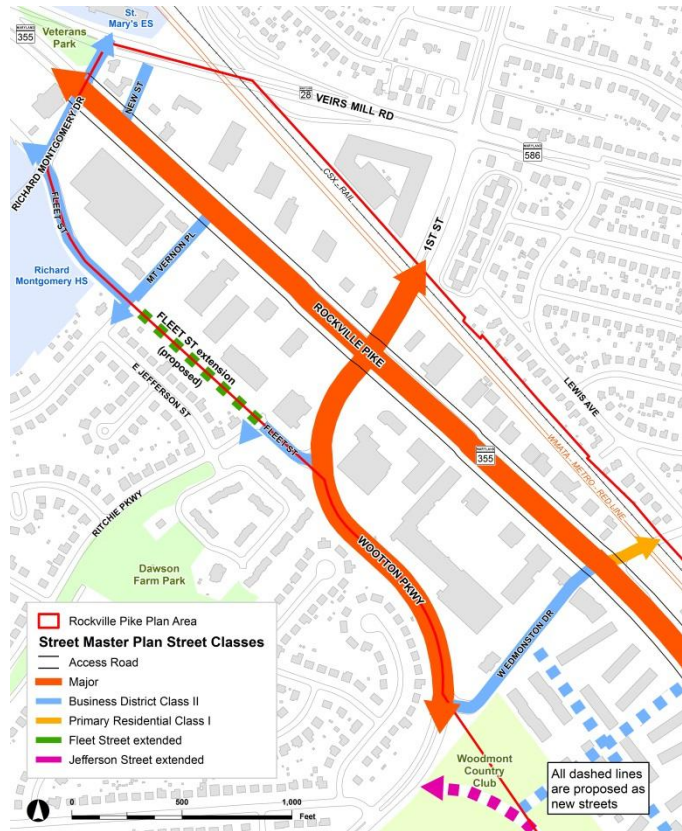 St.
Mary's ES
MARYLAND
355
Veterans
Park
NEW ST
MARYLAND
28
VEIRS MILL RD
MARYLAND
586
RICHARD MONTGOMERY DR
CSX - RAIL
1ST ST
FLEET ST
MT VERNON PL
Richard
Montgomery HS
FLEET ST extension
(proposed)
ROCKVILLE PIKE
E JEFFERSON ST
LEWIS AVE
FLEET ST
MARYLAND
355
WMATA - METRO - RED LINE
RITCHIE PKWY
WOOTTON PKWY
Dawson
Farm Park
W EDMONSTON DR
Rockville Pike Plan Area
Street Master Plan Street Classes
Access Road
Major
Business District Class II
Primary Residential Class I
Fleet Street extended
Jefferson Street extended
Woodmont
Country
Club
All dashed lines
are proposed as
new streets
0 500 1,000
Feet